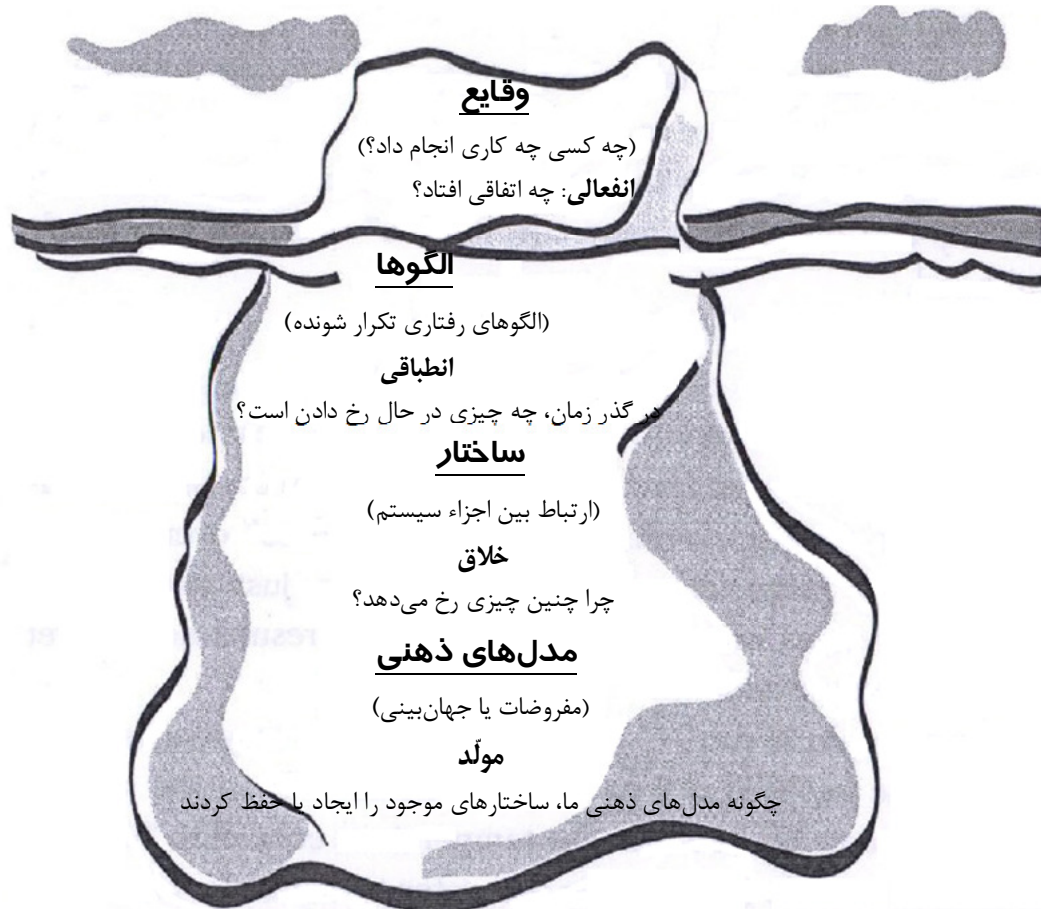 وقایع
(چه کسی چه کاری انجام داد؟)
انفعالی: چه اتفاقی افتاد؟
الگوها
(الگوهای رفتاری تکرار شونده)
انطباقی
در گذر زمان، چه چیزی در حال رخ دادن است؟
ساختار
(ارتباط بین اجزاء سیستم)
خلاق
چرا چنین چیزی رخ می‌دهد؟
مدل‌های ذهنی
(مفروضات یا جهان‌بینی)
مولّد
چگونه مدل‌های ذهنی ما، ساختارهای موجود را ایجاد یا حفظ کردند